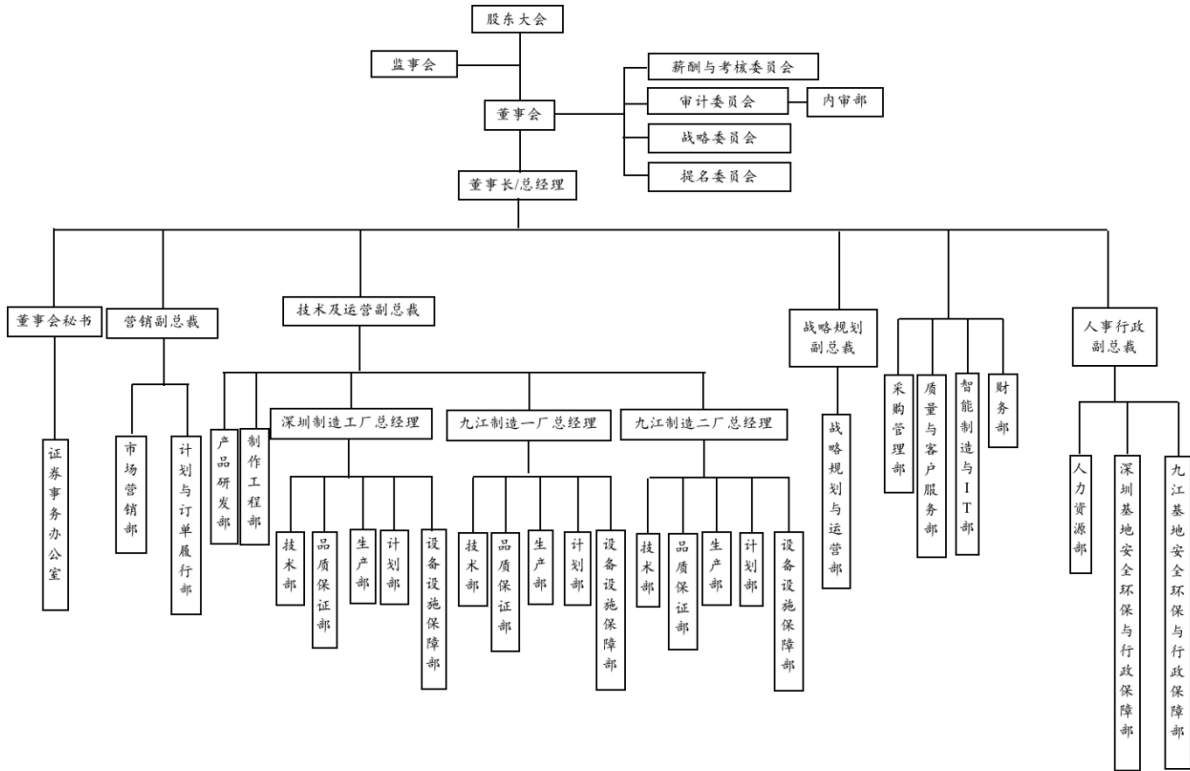 股东大会
监事会
薪酬与考核委员会
董事会
审计委员会
内审部
战略委员会
提名委员会
董事长/总经理
董事会秘书
营销副总裁
技术及运营副总裁
战略规划
副总裁
人事行政
副总裁
证券事务办公室
市场营销部
计划与订单履行部
产品研发部
制作工程部
深圳制造工厂总经理
九江制造一厂总经理
九江制造二厂总经理
技术部
品质保证部
生产部
计划部
设备设施保障部
技术部
品质保证部
生产部
计划部
设备设施保障部
技术部
品质保证部
生产部
计划部
设备设施保障部
战略规划与运营部
采购管理部
质量与客户服务部
智能制造与IT部
财务部
人力资源部
深圳基地安全环保与行政保障部
九江基地安全环保与行政保障部